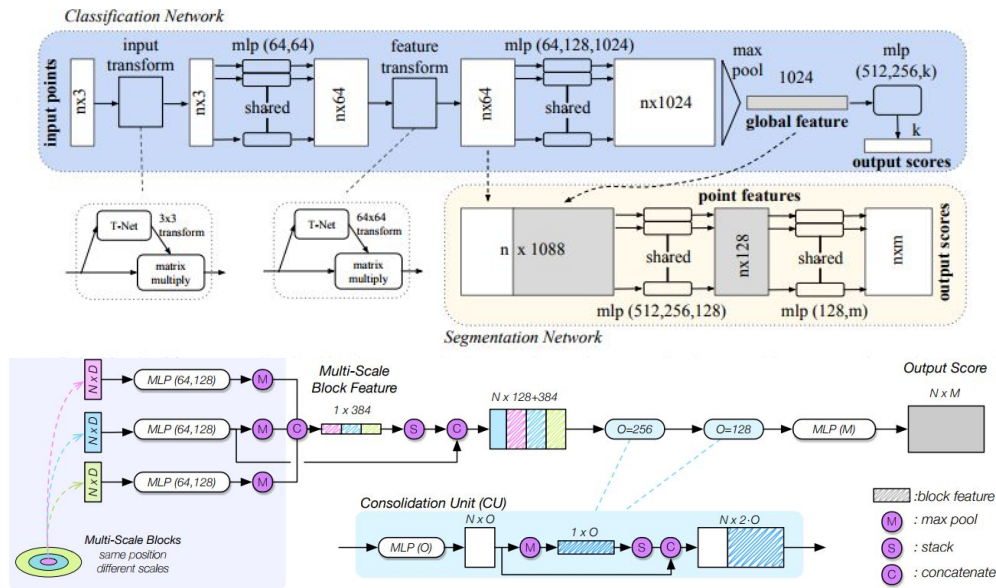 Classification Network
input points
nx3
input
transform
nx3
mlp (64,64)
shared
nx64
feature
transform
nx64
mlp (64,128,1024)
shared
nx1024
max
pool
1024
global feature
mlp
(512,256,k)
k
output scores
T-Net
3x3
transform
matrix
multiply
T-Net
64x64
transform
matrix
multiply
point features
n x 1088
shared
mlp (512,256,128)
nx128
shared
mlp (128,m)
nxm
output scores
Segmentation Network
N x D
MLP (64,128)
M
N x D
MLP (64,128)
M
N x D
MLP (64,128)
M
C
Multi-Scale
Block Feature
1 x 384
S
C
N x 128+384
O=256
O=128
MLP (M)
Output Score
N x M
Multi-Scale Blocks
same position
different scales
Consolidation Unit (CU)
MLP (O)
N x O
M
1 x O
S
C
N x 2·O
:block feature
M : max pool
S : stack
C : concatenate